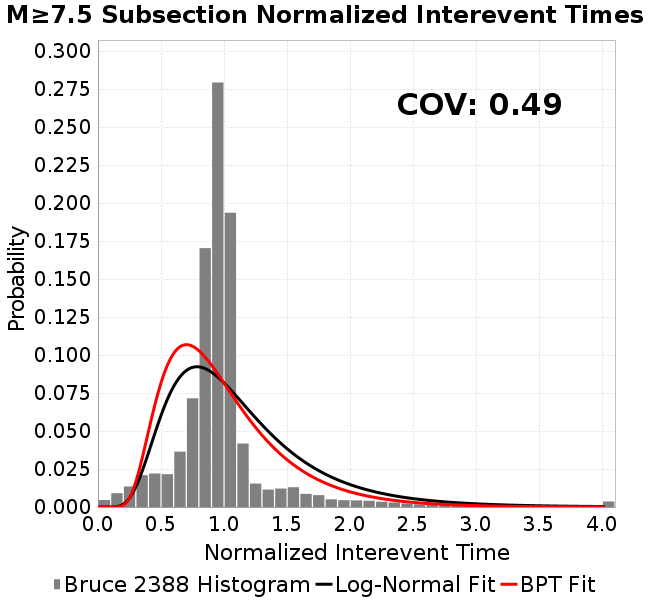 M≥7.5 Subsection Normalized Interevent Times
COV: 0.49
Probability
0.300
0.275
0.250
0.225
0.200
0.175
0.150
0.125
0.100
0.075
0.050
0.025
0.000
0.0 0.5 1.0 1.5 2.0 2.5 3.0 3.5 4.0
Normalized Interevent Time
Bruce 2388 Histogram Log-Normal Fit BPT Fit